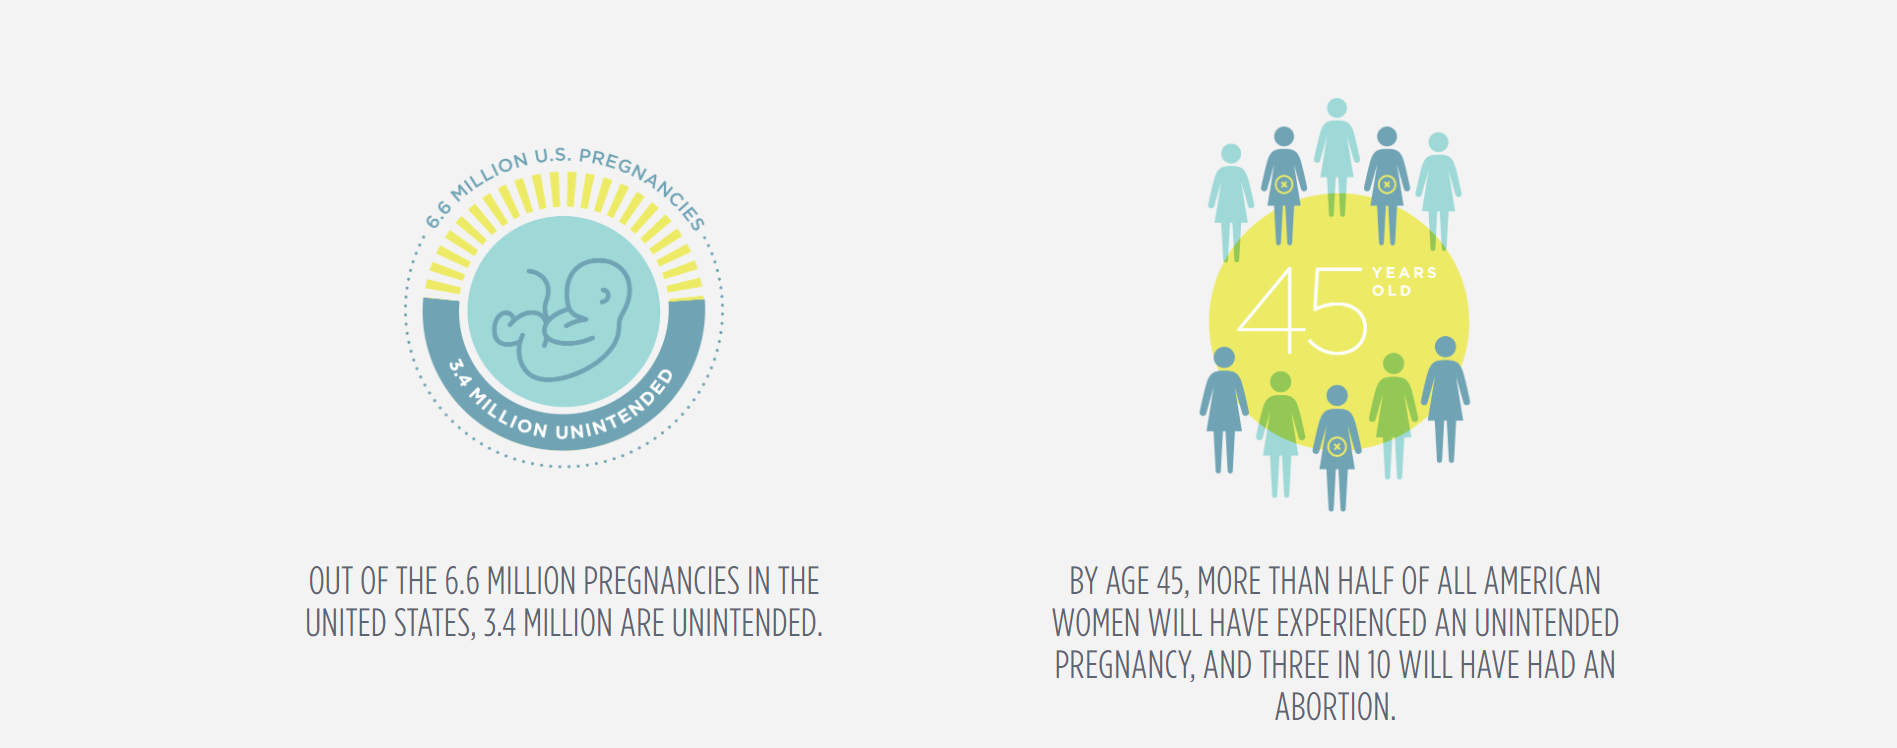 6.6 MILLION U.S. PREGNANCIES
3.4 MILLION UNINTENDED
OUT OF THE 6.6 MILLION PREGNANCIES IN THE
UNITED STATES, 3.4 MILLION ARE UNINTENDED.
45 YEARS
OLD
BY AGE 45, MORE THAN HALF OF ALL AMERICAN
WOMEN WILL HAVE EXPERIENCED AN UNINTENDED
PREGNANCY, AND THREE IN 10 WILL HAVE HAD AN
ABORTION.